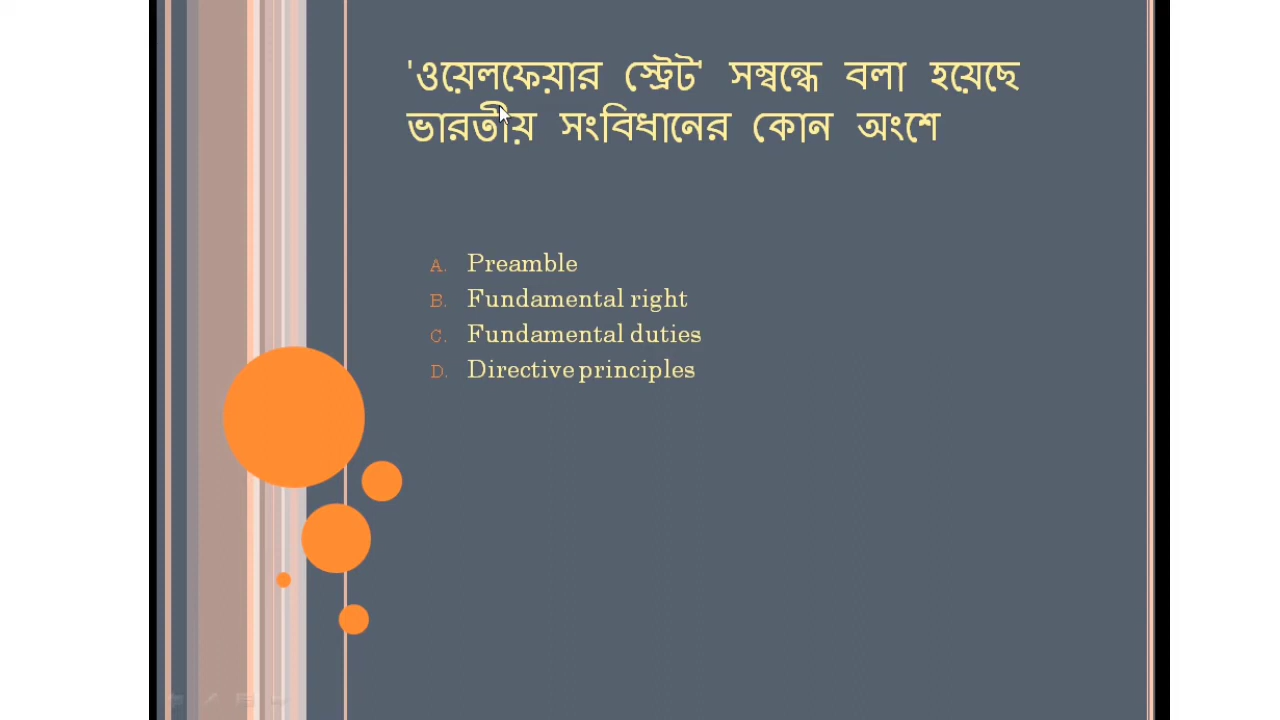 'ওয়েলফেয়ার স্ট্রেট' সম্বন্ধে বলা হয়েছে
ভারতীয় সংবিধানের কোন অংশে
A. Preamble
B. Fundamental right
C. Fundamental duties
D. Directive principles